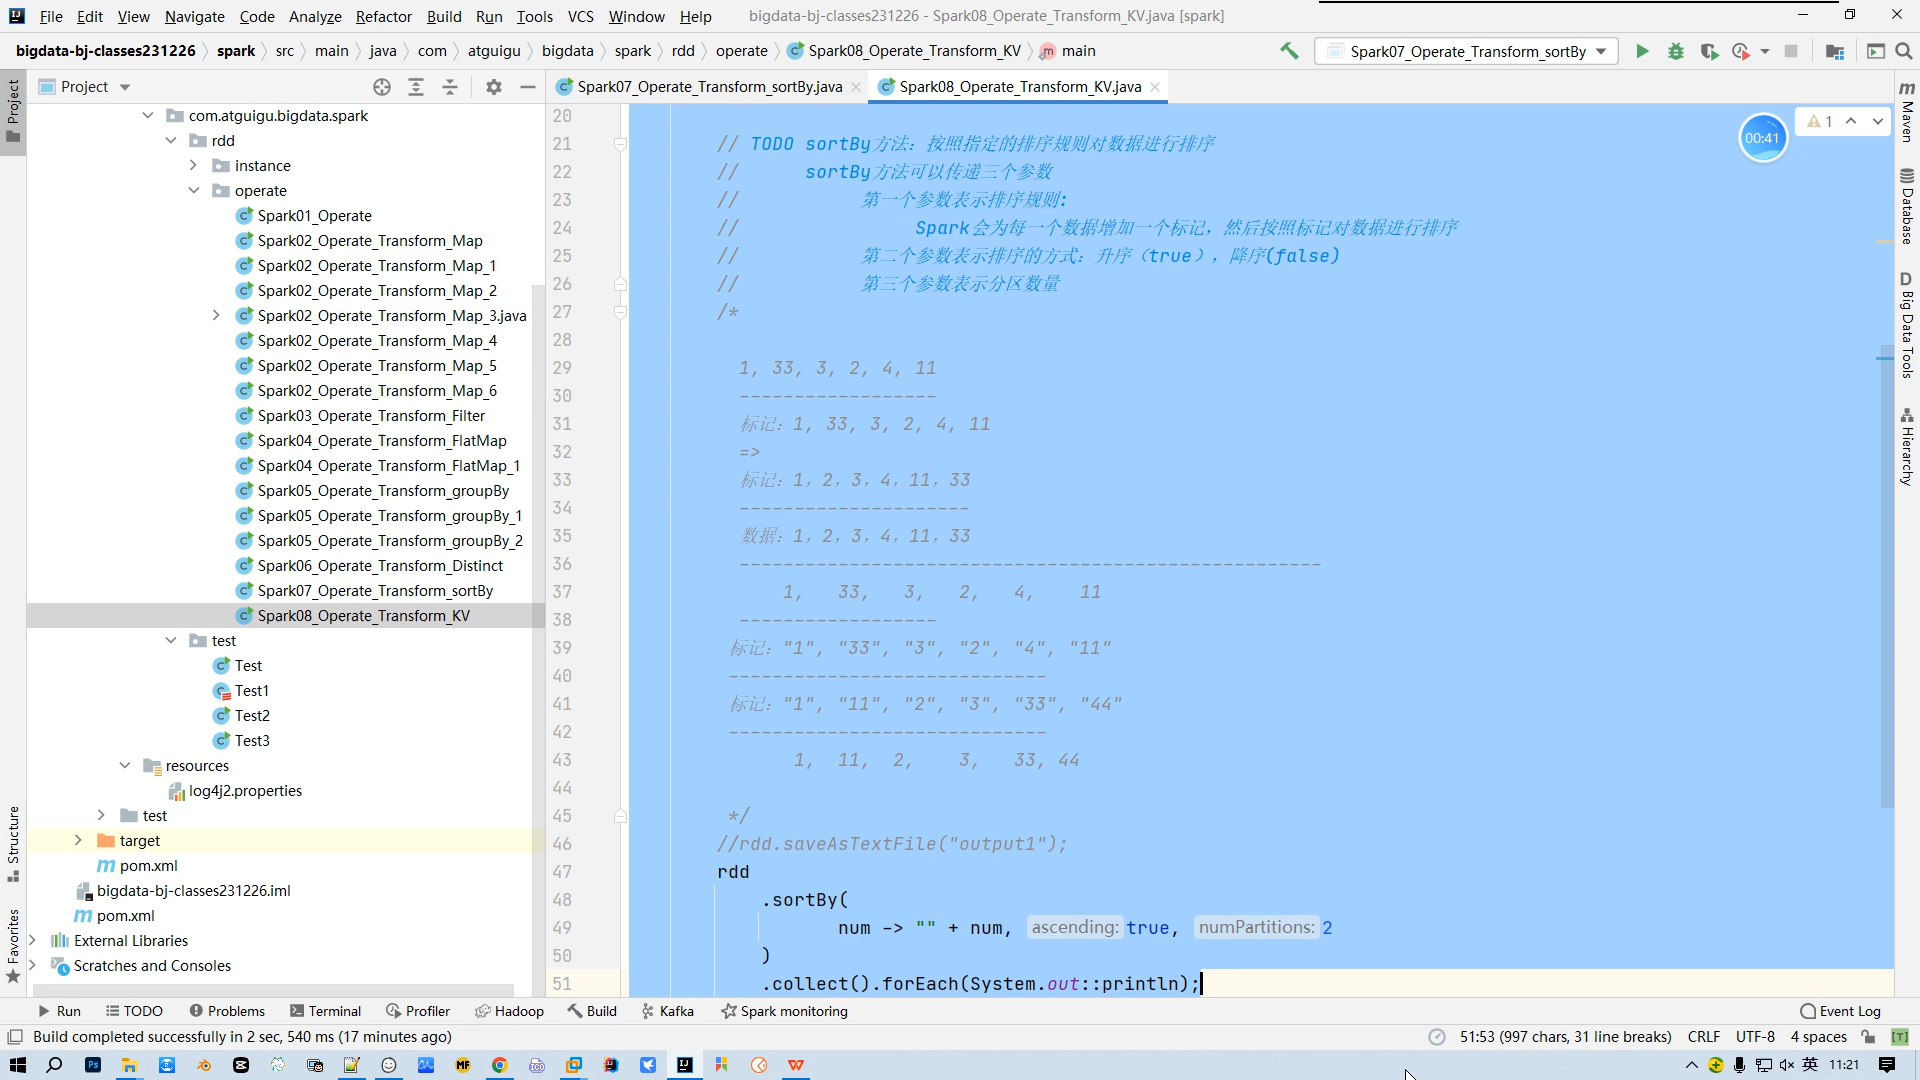 File Edit View Navigate Code Analyze Refactor Build Run Tools VCS Window Help bigdata-bj-classes231226 - Spark08_Operate_Transform_KV.java [spark]
bigdata-bj-classes231226 spark src main java com atguigu bigdata spark rdd operate Spark08_Operate_Transform_KV main Spark07_Operate_Transform_sortBy
Project
Spark07_Operate_Transform_sortBy.java Spark08_Operate_Transform_KV.java
com.atguigu.bigdata.spark
rdd
instance
operate
Spark01_Operate
Spark02_Operate_Transform_Map
Spark02_Operate_Transform_Map_1
Spark02_Operate_Transform_Map_2
Spark02_Operate_Transform_Map_3.java
Spark02_Operate_Transform_Map_4
Spark02_Operate_Transform_Map_5
Spark02_Operate_Transform_Map_6
Spark03_Operate_Transform_Filter
Spark04_Operate_Transform_FlatMap
Spark04_Operate_Transform_FlatMap_1
Spark05_Operate_Transform_groupBy
Spark05_Operate_Transform_groupBy_1
Spark05_Operate_Transform_groupBy_2
Spark06_Operate_Transform_Distinct
Spark07_Operate_Transform_sortBy
Spark08_Operate_Transform_KV
test
Test
Test1
Test2
Test3
resources
log4j2.properties
test
target
pom.xml
bigdata-bj-classes231226.iml
pom.xml
External Libraries
Scratches and Consoles
Project
Structure
Favorites
20
21 // TODO sortBy方法：按照指定的排序规则对数据进行排序
22 // sortBy方法可以传递三个参数
23 // 第一个参数表示排序规则:
24 // Spark会为每一个数据增加一个标记，然后按照标记对数据进行排序
25 // 第二个参数表示排序的方式：升序（true），降序(false)
26 // 第三个参数表示分区数量
27 /*
28
29 1, 33, 3, 2, 4, 11
30 ------------------
31 标记：1, 33, 3, 2, 4, 11
32 =>
33 标记：1，2，3，4，11，33
34 ---------------------
35 数据：1，2，3，4，11，33
36 -----------------------------------------------------
37 1, 33, 3, 2, 4, 11
38 ------------------
39 标记："1", "33", "3", "2", "4", "11"
40 -----------------------------
41 标记："1", "11", "2", "3", "33", "44"
42 -----------------------------
43 1, 11, 2, 3, 33, 44
44
45 */
46 //rdd.saveAsTextFile("output1");
47 rdd
48 .sortBy(
49 num -> "" + num, ascending: true, numPartitions: 2
50 )
51 .collect().forEach(System.out::println);
00:41
1
Maven
Database
Big Data Tools
Hierarchy
Run TODO Problems Terminal Profiler Hadoop Build Kafka Spark monitoring Event Log
Build completed successfully in 2 sec, 540 ms (17 minutes ago) 51:53 (997 chars, 31 line breaks) CRLF UTF-8 4 spaces
英 11:21